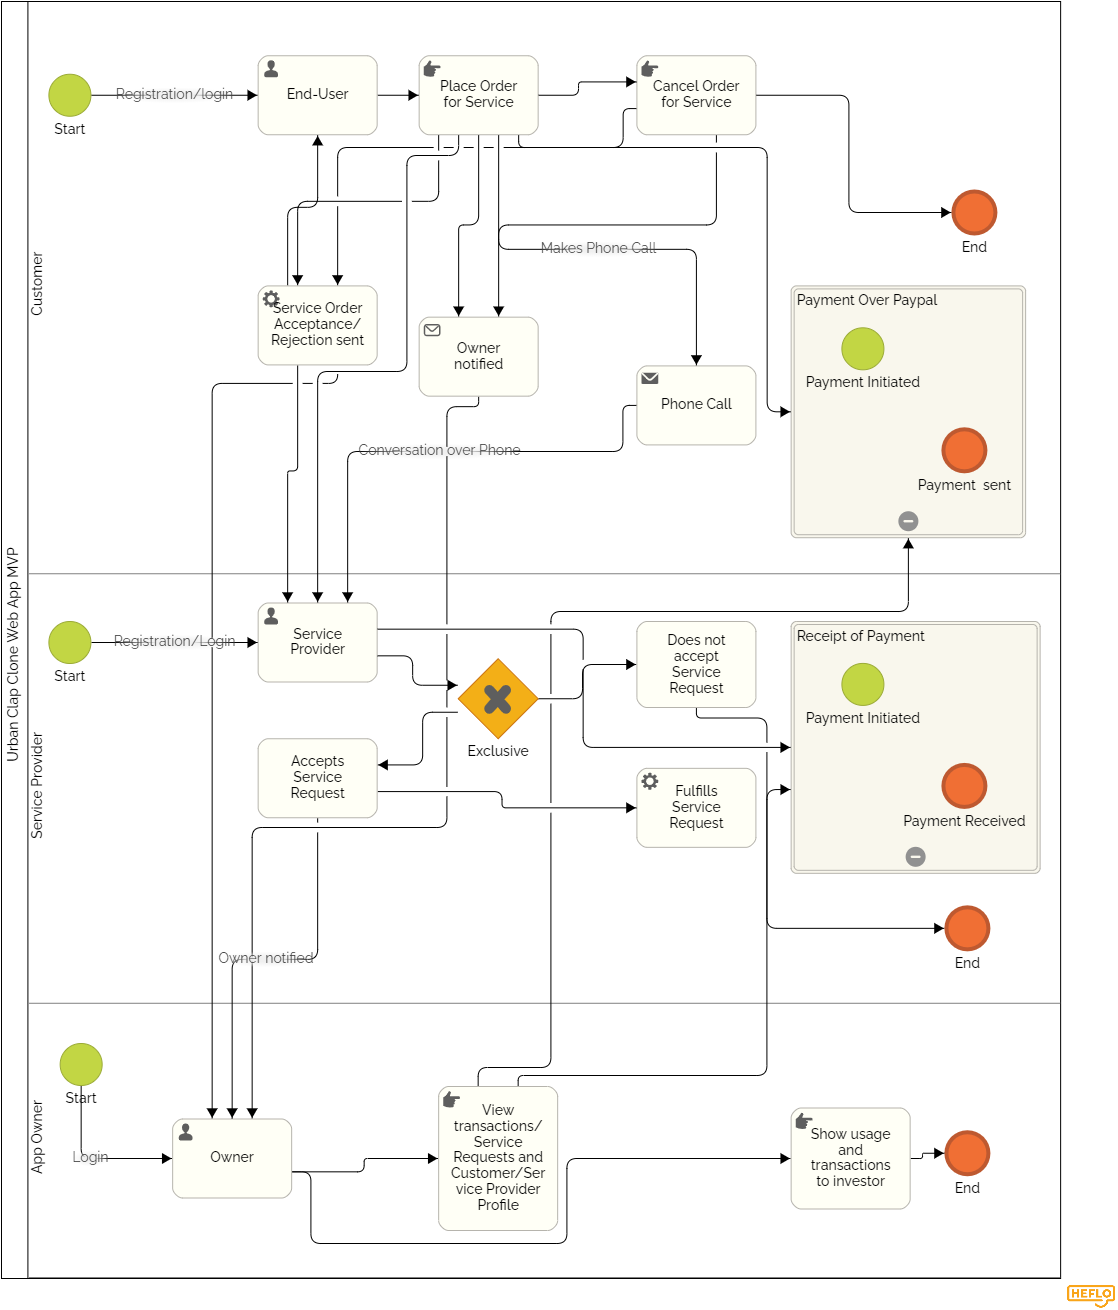 Urban Clap Clone Web App MVP
Customer
Start
Registration/login
End-User
Place Order
for Service
Cancel Order
for Service
End
Makes Phone Call
Service Order
Acceptance/
Rejection sent
Owner
notified
Phone Call
Conversation over Phone
Payment Over Paypal
Payment Initiated
Payment sent
Service Provider
Start
Registration/Login
Service
Provider
Exclusive
Does not
accept
Service
Request
Accepts
Service
Request
Fulfills
Service
Request
Receipt of Payment
Payment Initiated
Payment Received
End
Owner notified
App Owner
Start
Login
Owner
View
transactions/
Service
Requests and
Customer/Ser
vice Provider
Profile
Show usage
and
transactions
to investor
End
HEFLO